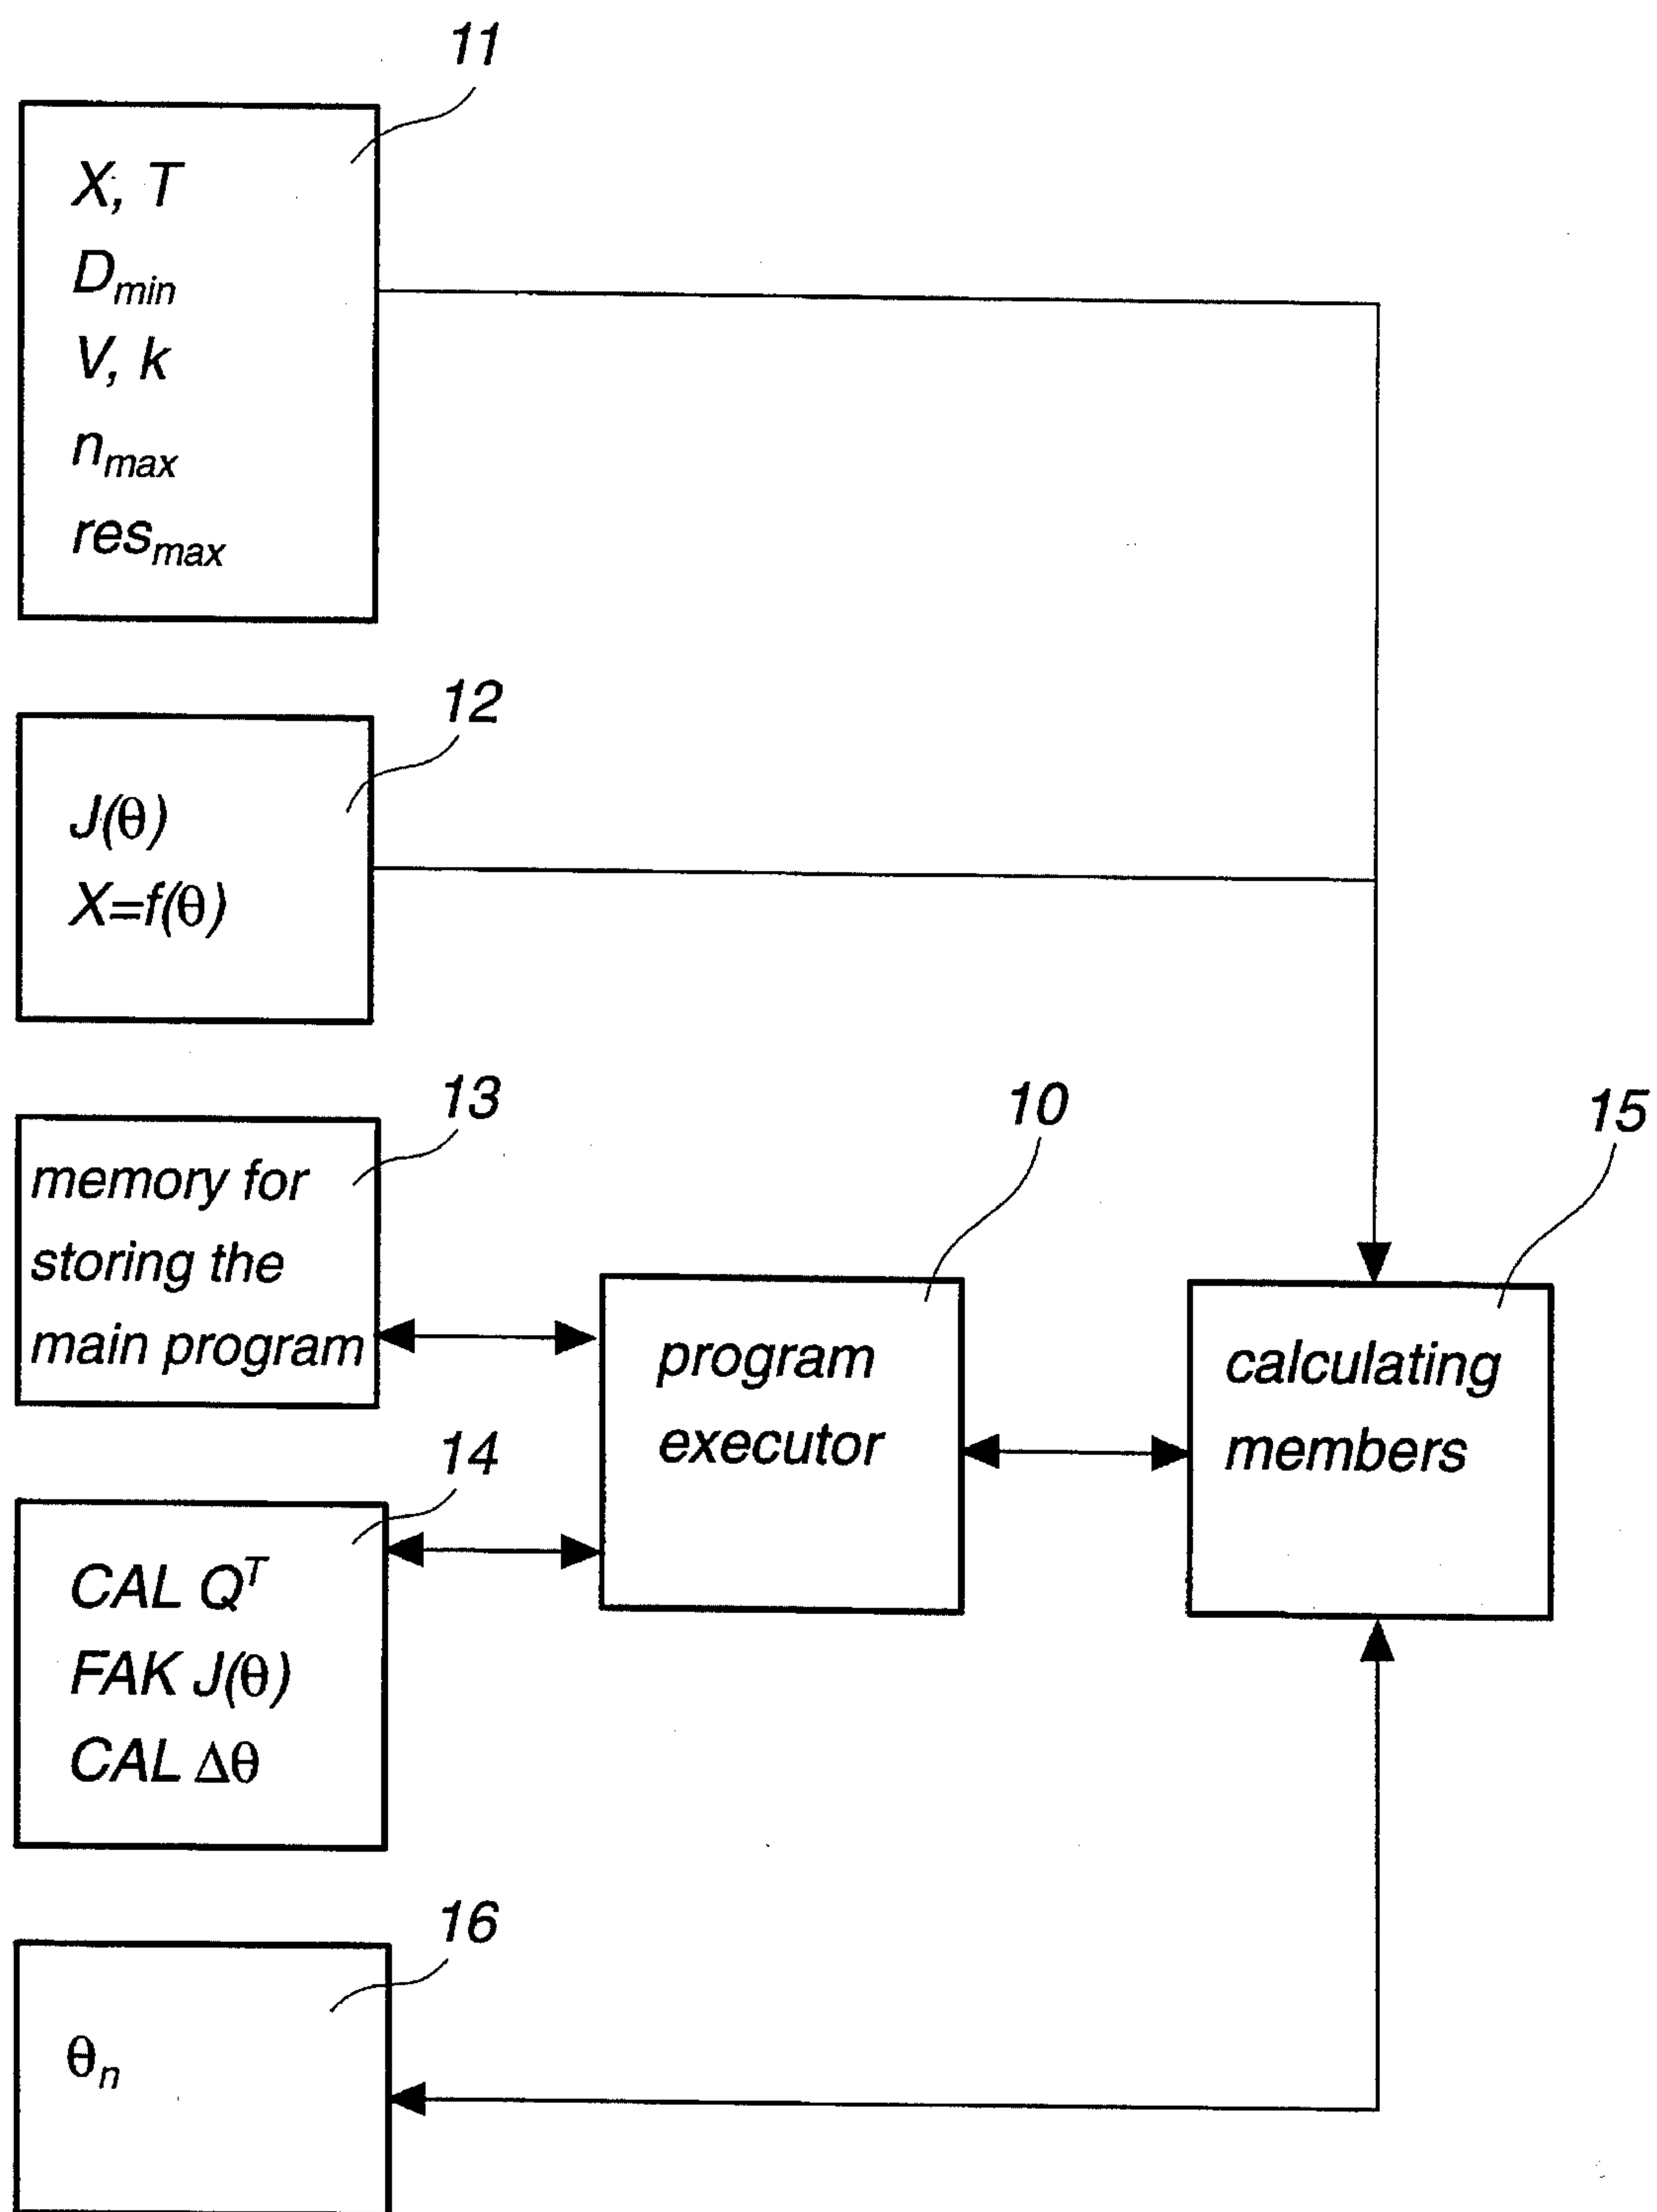 11
X, T
D_min
V, k
n_max
res_max
12
J(θ)
X=f(θ)
13
memory for
storing the
main program
10
program
executor
15
calculating
members
14
CAL Q^T
FAK J(θ)
CAL Δθ
16
θ_n